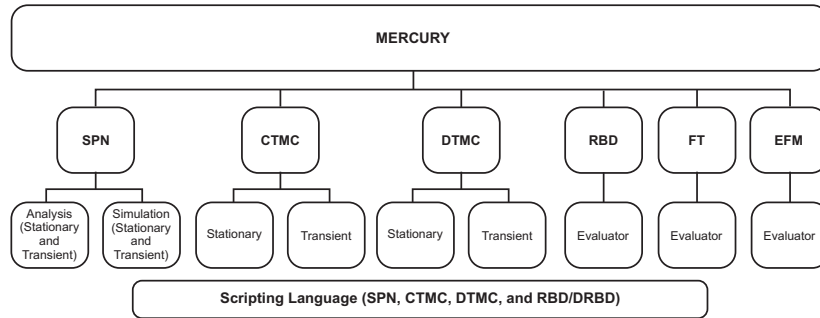 MERCURY
SPN
CTMC
DTMC
RBD
FT
EFM
Analysis
(Stationary
and
Transient)
Simulation
(Stationary
and
Transient)
Stationary
Transient
Stationary
Transient
Evaluator
Evaluator
Evaluator
Scripting Language (SPN, CTMC, DTMC, and RBD/DRBD)